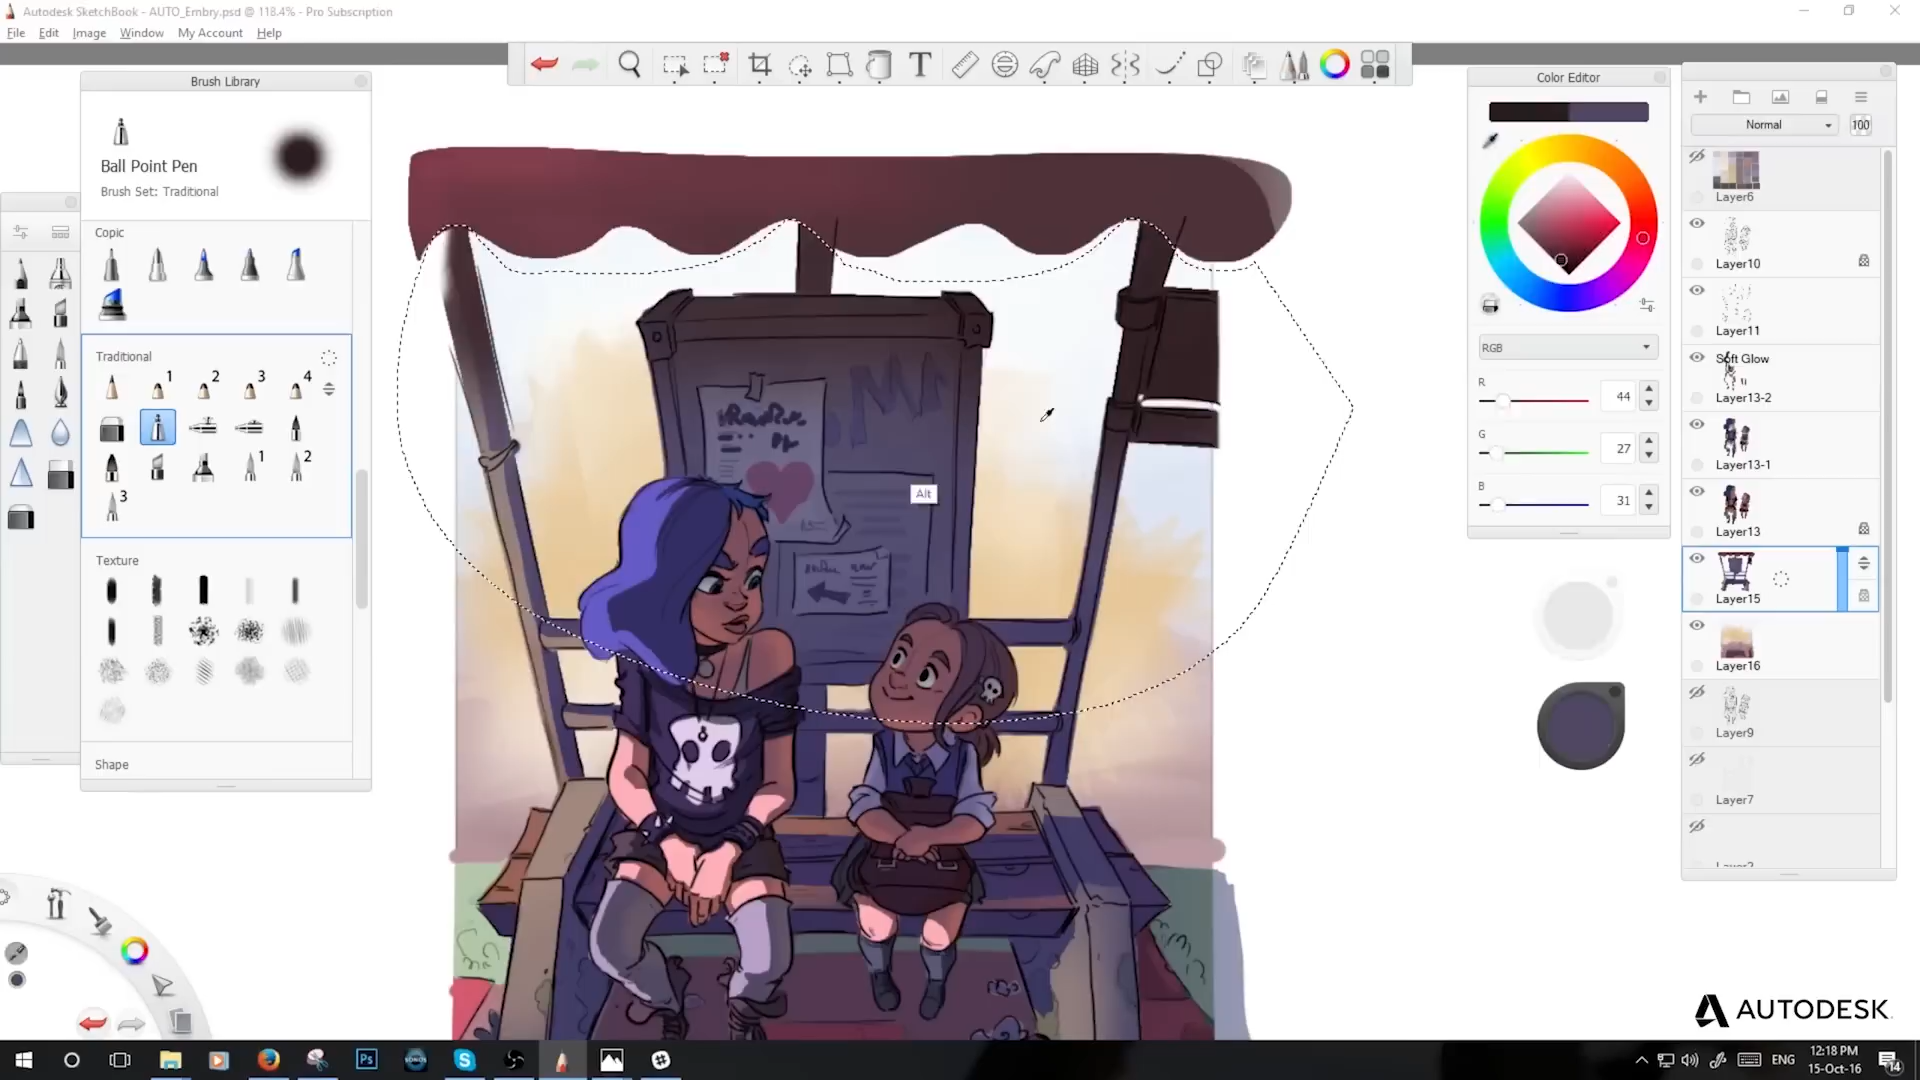 Autodesk SketchBook - AUTO_Embry.psd @ 118.4% - Pro Subscription
File Edit Image Window My Account Help
Brush Library
Ball Point Pen
Brush Set: Traditional
Copic
Traditional
1 2 3 4
1 2
3
Texture
Shape
T
Alt
Color Editor
RGB
R 44
G 27
B 31
Normal 100
Layer6
Layer10
Layer11
Soft Glow
Layer13-2
Layer13-1
Layer13
Layer15
Layer16
Layer9
Layer7
AUTODESK.
Ps
ENG
12:18 PM
15-Oct-16
14